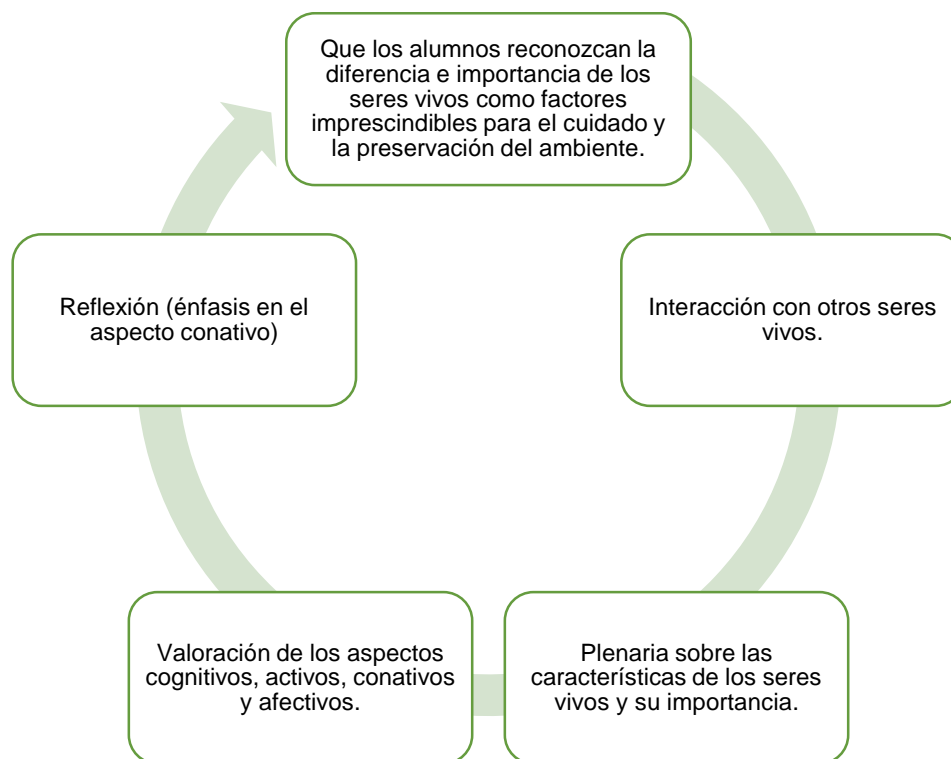 Que los alumnos reconozcan la
diferencia e importancia de los
seres vivos como factores
imprescindibles para el cuidado y
la preservación del ambiente.
Interacción con otros seres
vivos.
Plenaria sobre las
características de los seres
vivos y su importancia.
Valoración de los aspectos
cognitivos, activos, conativos
y afectivos.
Reflexión (énfasis en el
aspecto conativo)